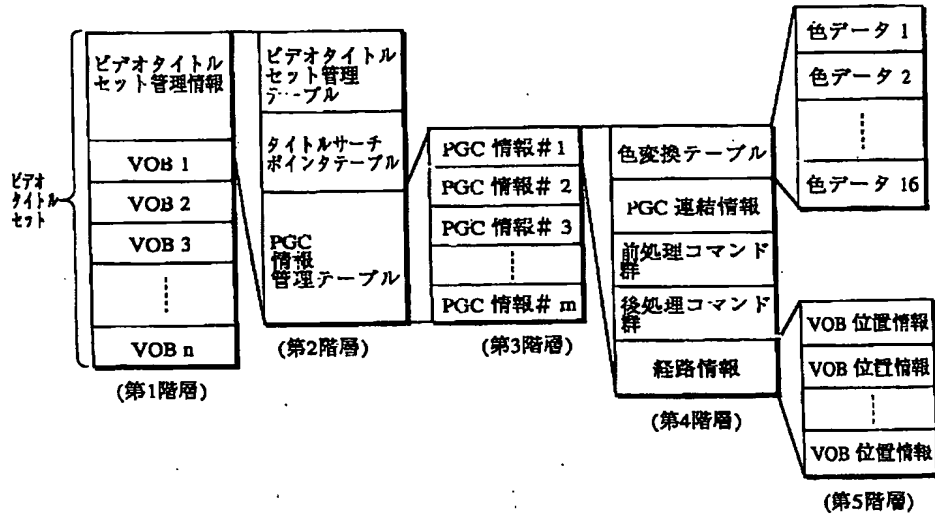 ビデオ
タイトル
セット
ビデオタイトル
セット管理情報
VOB 1
VOB 2
VOB 3
VOB n
(第1階層)
ビデオタイトル
セット管理
テーブル
タイトルサーチ
ポインタテーブル
PGC
情報
管理テーブル
(第2階層)
PGC 情報# 1
PGC 情報# 2
PGC 情報# 3
PGC 情報# m
(第3階層)
色変換テーブル
PGC 連結情報
前処理コマンド
群
後処理コマンド
群
経路情報
(第4階層)
色データ 1
色データ 2
色データ 16
VOB 位置情報
VOB 位置情報
VOB 位置情報
(第5階層)